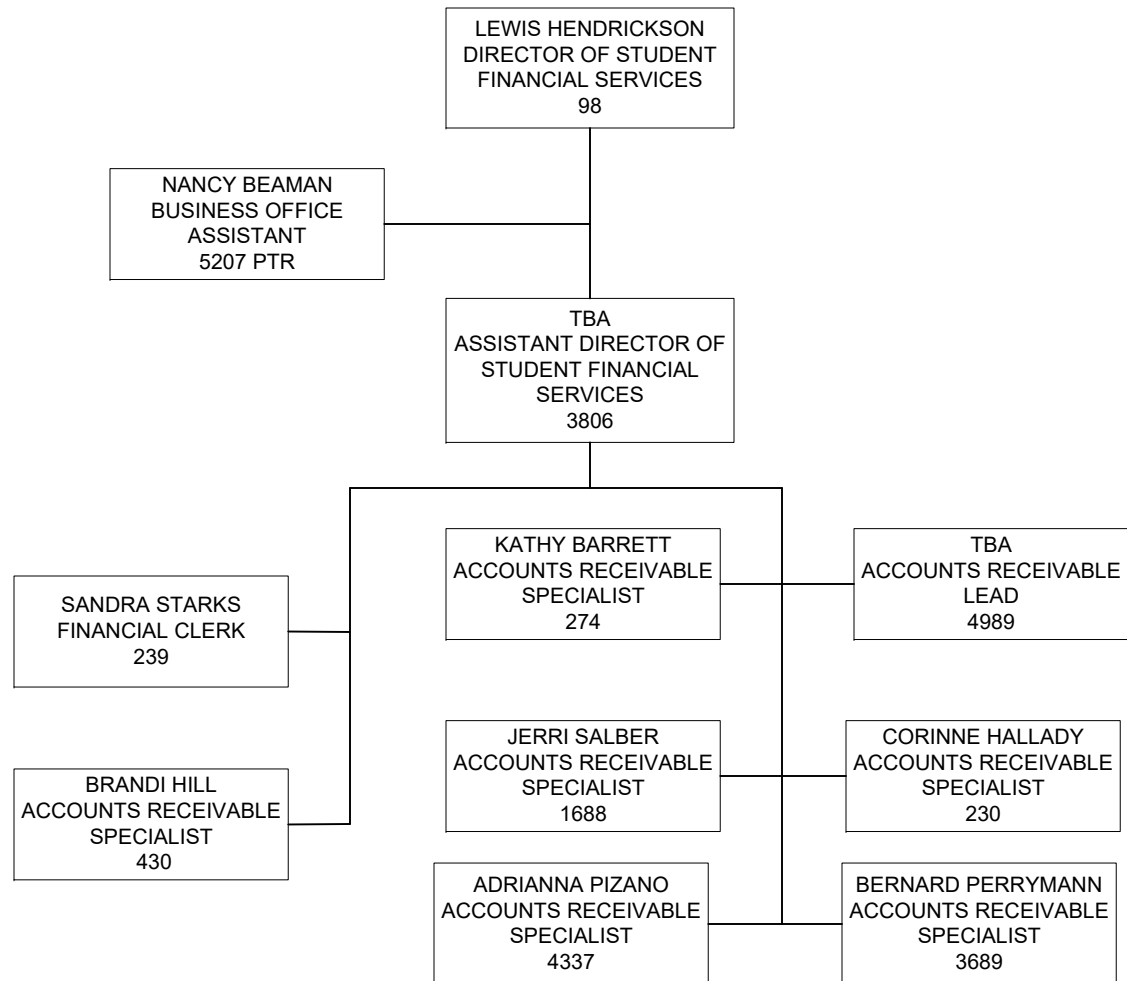 LEWIS HENDRICKSON
DIRECTOR OF STUDENT
FINANCIAL SERVICES
98
NANCY BEAMAN
BUSINESS OFFICE
ASSISTANT
5207 PTR
TBA
ASSISTANT DIRECTOR OF
STUDENT FINANCIAL
SERVICES
3806
SANDRA STARKS
FINANCIAL CLERK
239
BRANDI HILL
ACCOUNTS RECEIVABLE
SPECIALIST
430
KATHY BARRETT
ACCOUNTS RECEIVABLE
SPECIALIST
274
TBA
ACCOUNTS RECEIVABLE
LEAD
4989
JERRI SALBER
ACCOUNTS RECEIVABLE
SPECIALIST
1688
CORINNE HALLADY
ACCOUNTS RECEIVABLE
SPECIALIST
230
ADRIANNA PIZANO
ACCOUNTS RECEIVABLE
SPECIALIST
4337
BERNARD PERRYMANN
ACCOUNTS RECEIVABLE
SPECIALIST
3689